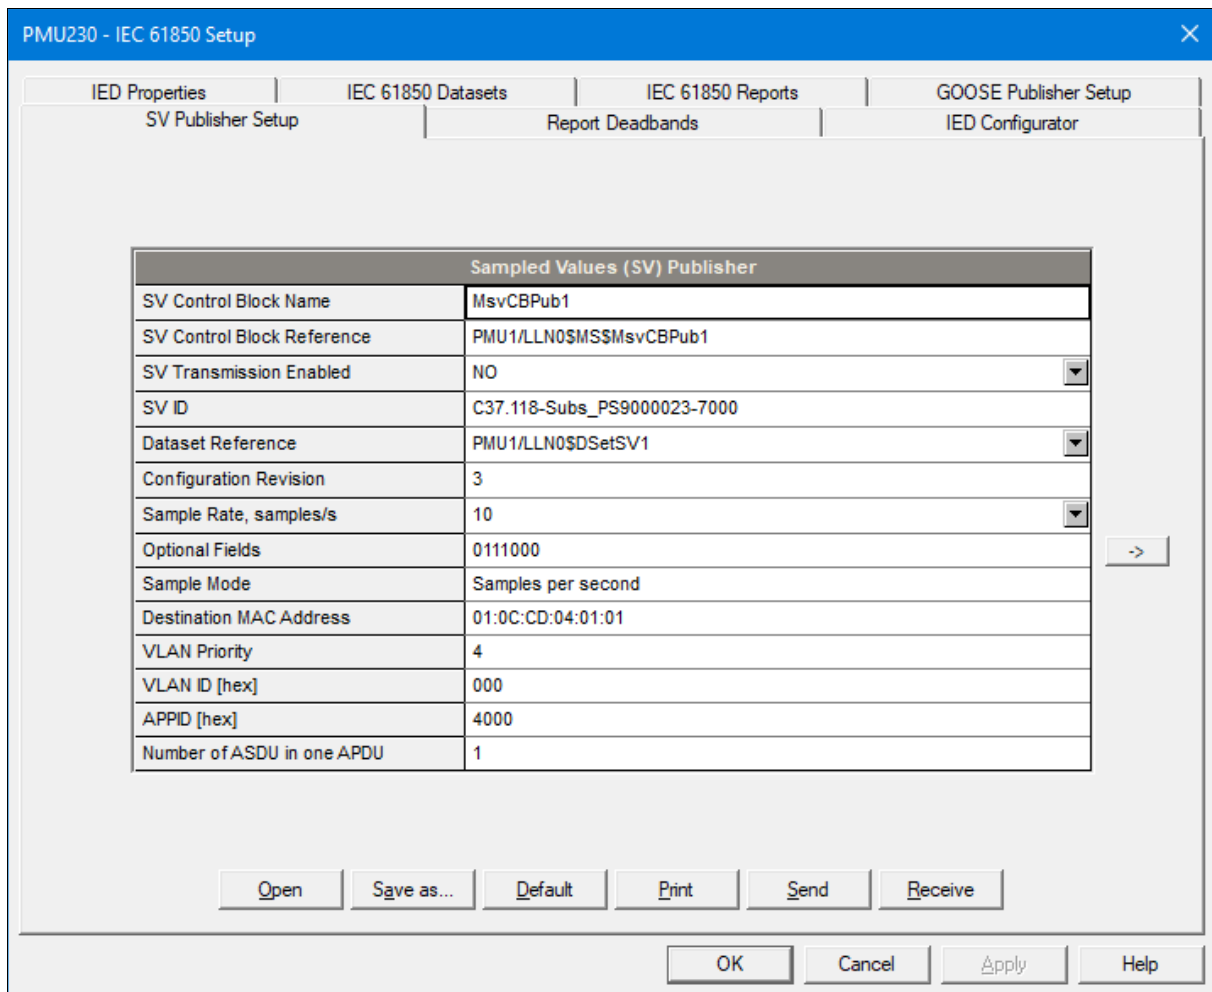 PMU230 - IEC 61850 Setup
IED Properties
IEC 61850 Datasets
IEC 61850 Reports
GOOSE Publisher Setup
SV Publisher Setup
Report Deadbands
IED Configurator
Sampled Values (SV) Publisher
SV Control Block Name MsvCBPub1
SV Control Block Reference PMU1/LLN0$MS$MsvCBPub1
SV Transmission Enabled NO
SV ID C37.118-Subs_PS9000023-7000
Dataset Reference PMU1/LLN0$DSetSV1
Configuration Revision 3
Sample Rate, samples/s 10
Optional Fields 0111000
->
Sample Mode Samples per second
Destination MAC Address 01:0C:CD:04:01:01
VLAN Priority 4
VLAN ID [hex] 000
APPID [hex] 4000
Number of ASDU in one APDU 1
Open Save as... Default Print Send Receive
OK Cancel Apply Help